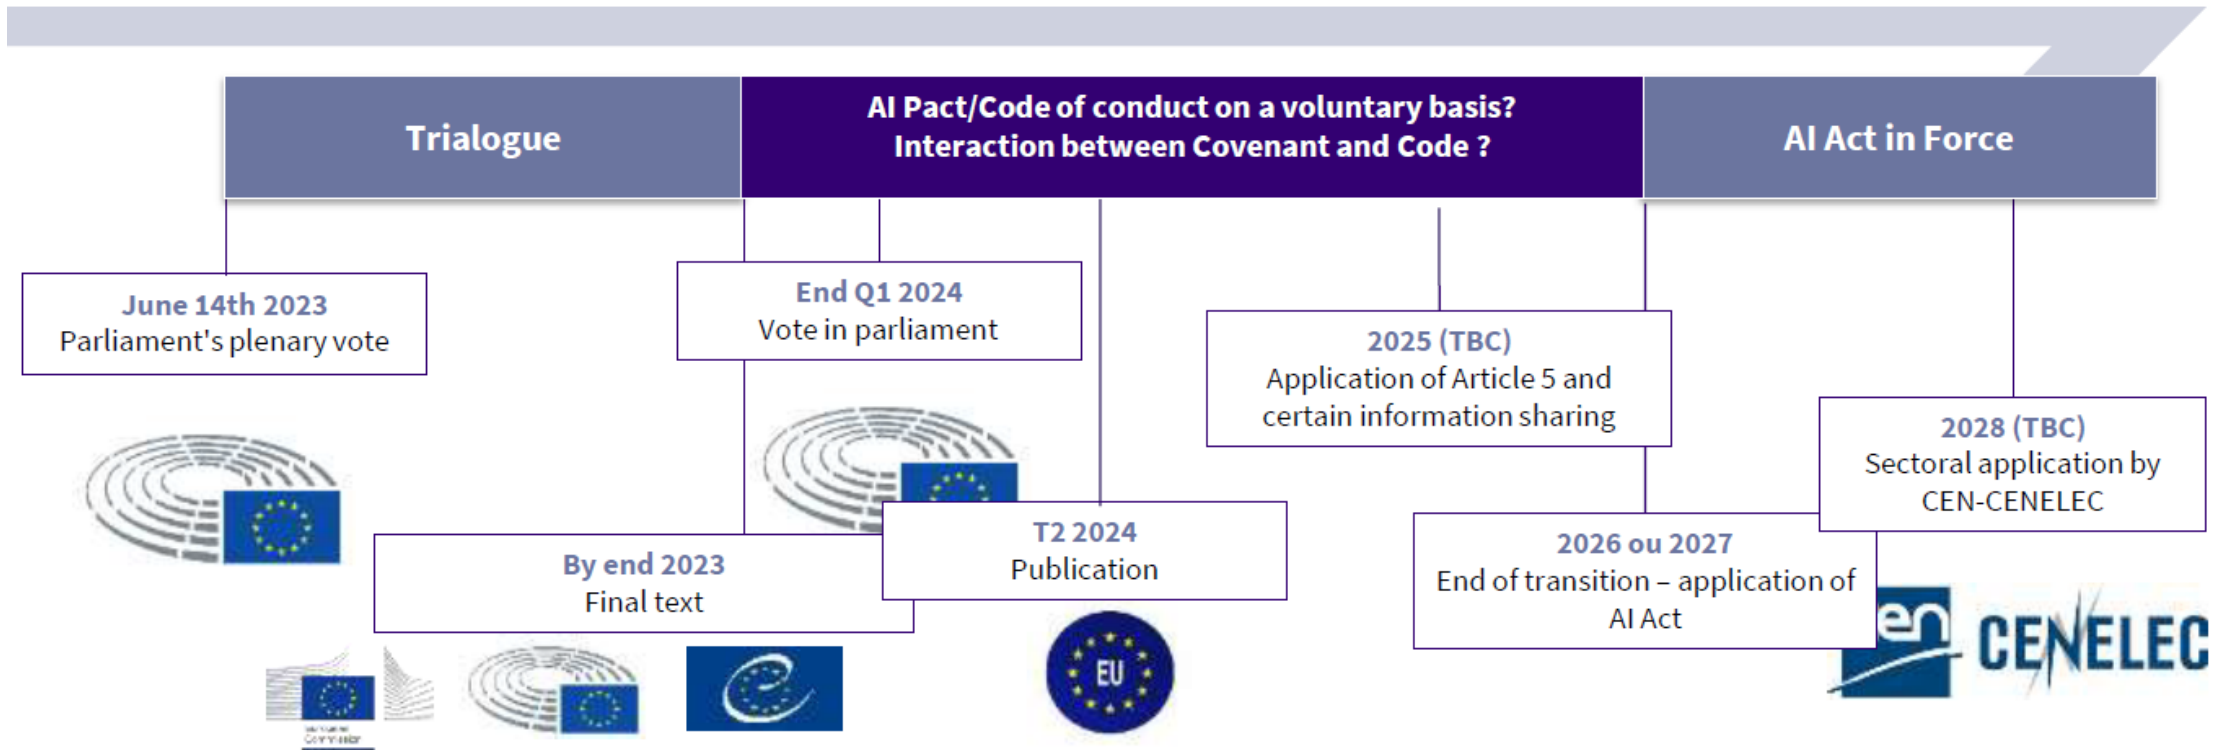 Trialogue
AI Pact/Code of conduct on a voluntary basis?
Interaction between Covenant and Code ?
AI Act in Force
June 14th 2023
Parliament's plenary vote
By end 2023
Final text
End Q1 2024
Vote in parliament
T2 2024
Publication
2025 (TBC)
Application of Article 5 and
certain information sharing
2026 ou 2027
End of transition – application of
AI Act
2028 (TBC)
Sectoral application by
CEN-CENELEC
Commission
EU
en
CENELEC